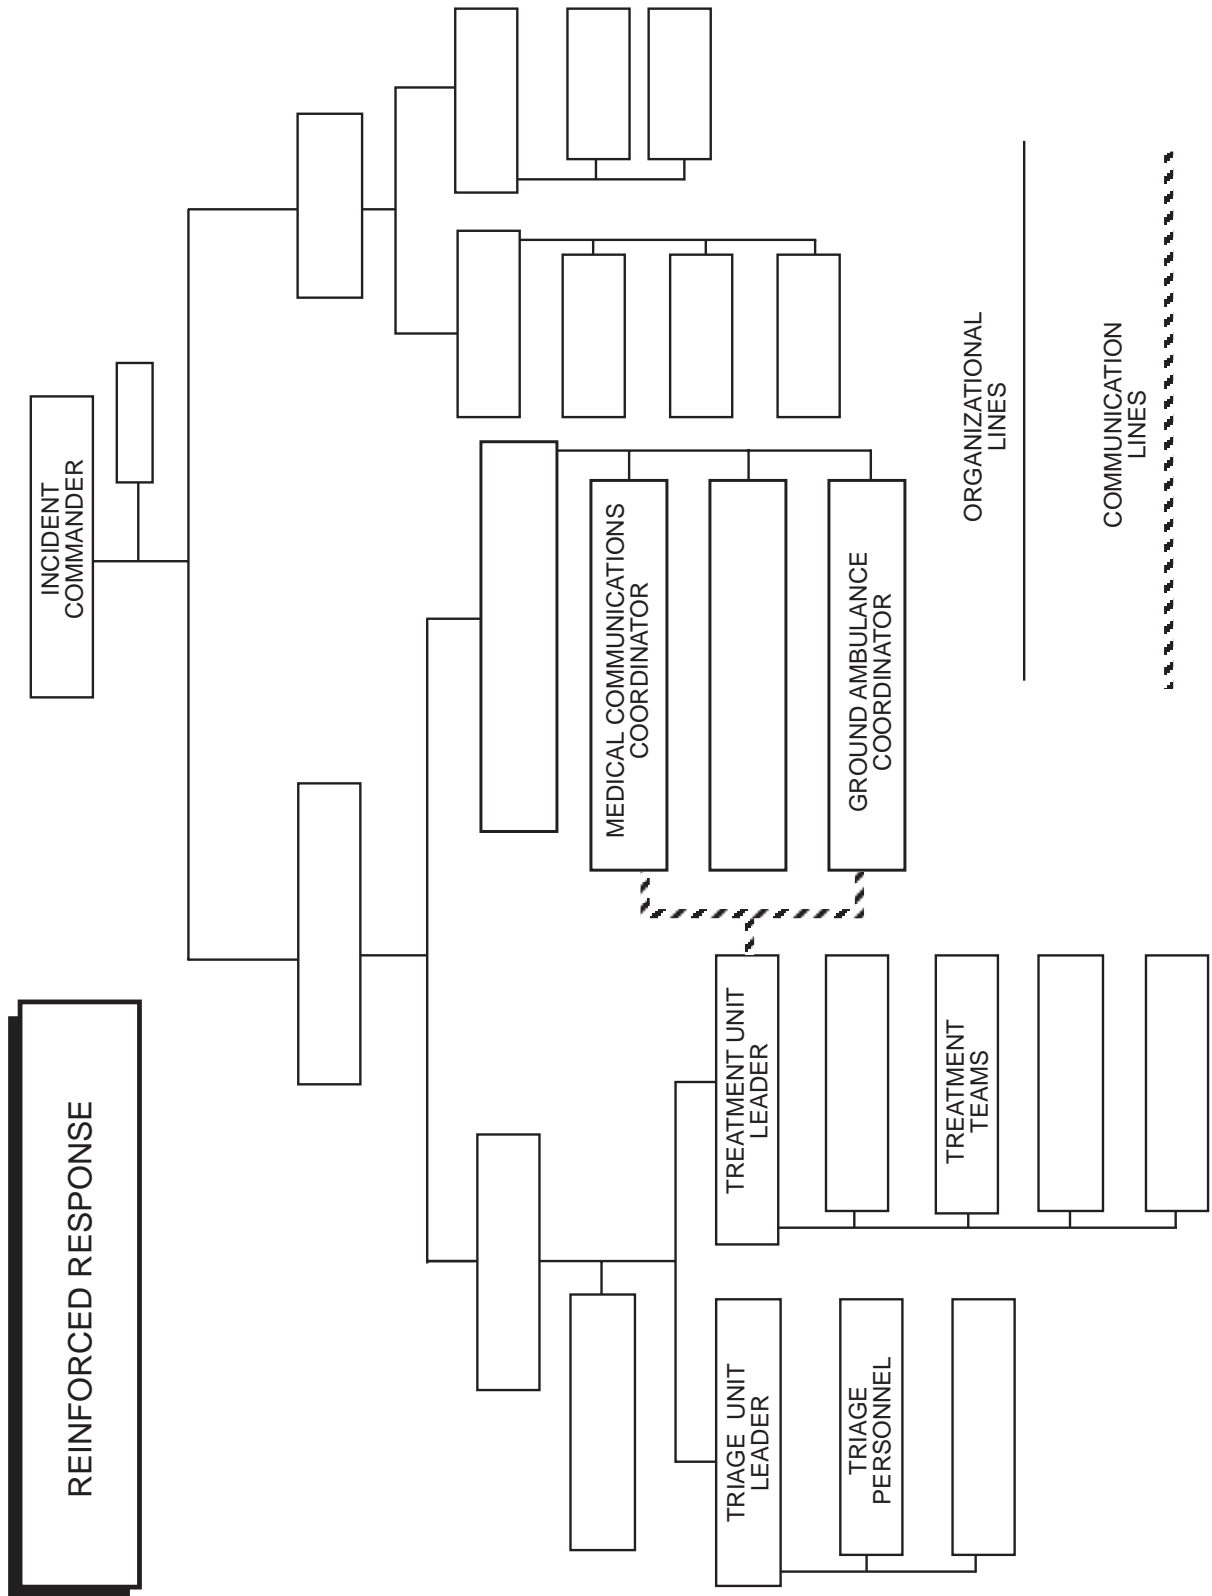 REINFORCED RESPONSE
INCIDENT
COMMANDER
MEDICAL COMMUNICATIONS
COORDINATOR
GROUND AMBULANCE
COORDINATOR
TRIAGE UNIT
LEADER
TRIAGE
PERSONNEL
TREATMENT UNIT
LEADER
TREATMENT
TEAMS
ORGANIZATIONAL
LINES
COMMUNICATION
LINES